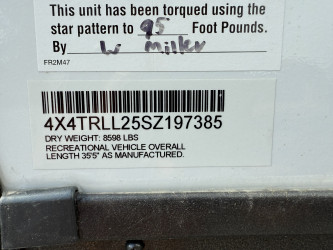 This unit has been torqued using the
star pattern to 95 Foot Pounds.
By W Miller
FR2M47
4X4TRLL25SZ197385
DRY WEIGHT: 8598 LBS
RECREATIONAL VEHICLE OVERALL
LENGTH 35'5" AS MANUFACTURED.